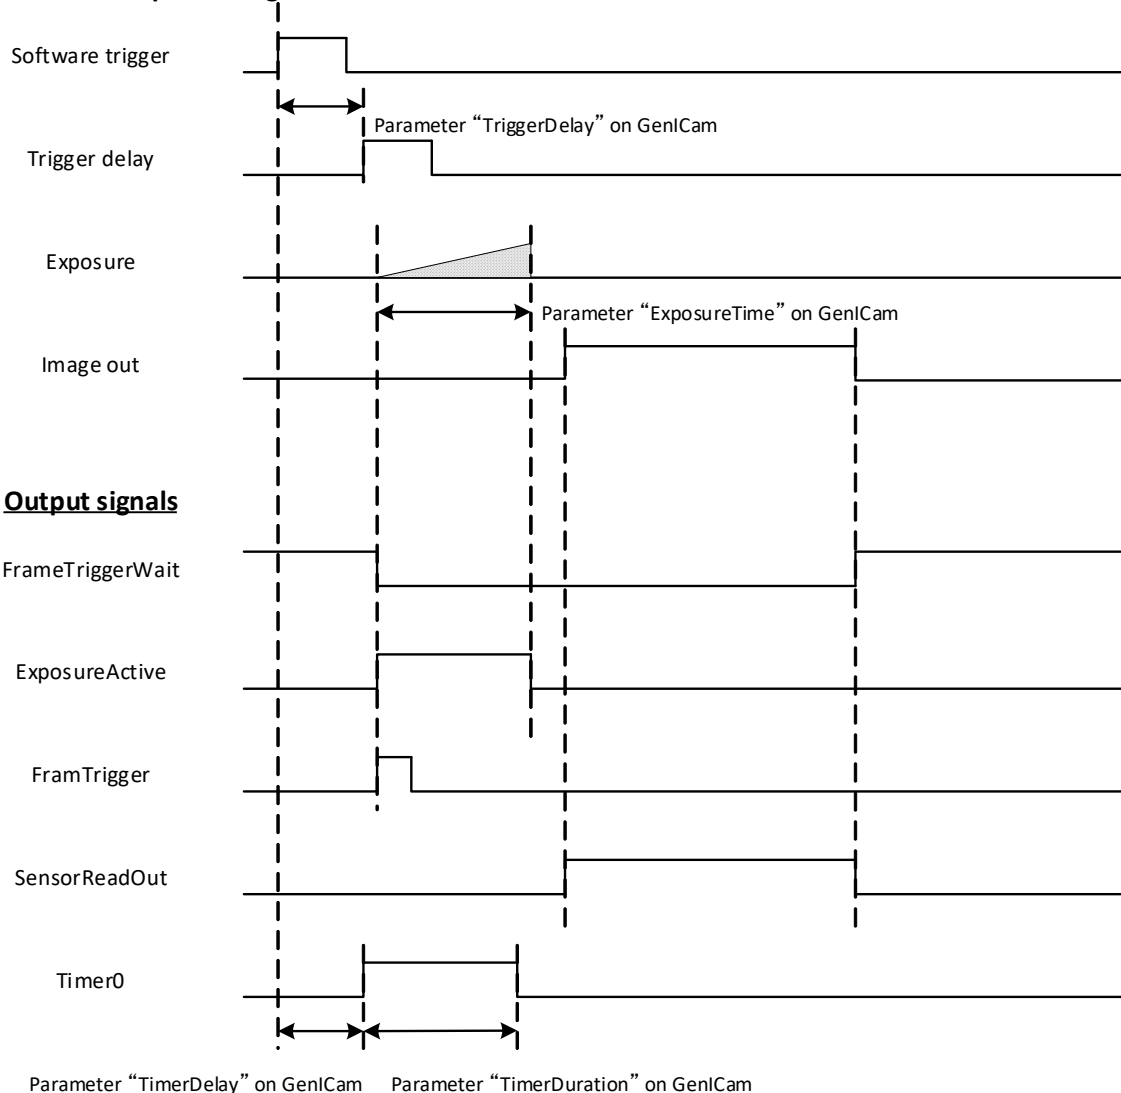 Software trigger
Parameter “TriggerDelay” on GenICam
Trigger delay
Exposure
Parameter “ExposureTime” on GenICam
Image out
Output signals
FrameTriggerWait
ExposureActive
FramTrigger
SensorReadOut
Timer0
Parameter “TimerDelay” on GenICam
Parameter “TimerDuration” on GenICam